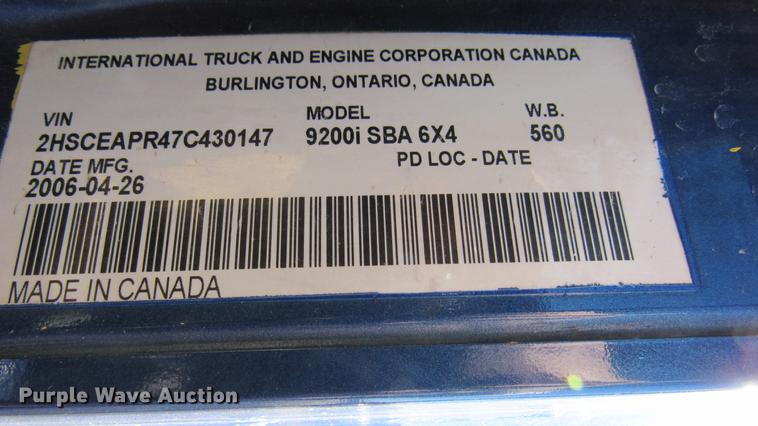 INTERNATIONAL TRUCK AND ENGINE CORPORATION CANADA
BURLINGTON, ONTARIO, CANADA
VIN MODEL W.B.
2HSCEAPR47C430147 9200i SBA 6X4 560
DATE MFG. PD LOC - DATE
2006-04-26
MADE IN CANADA
Purple Wave Auction